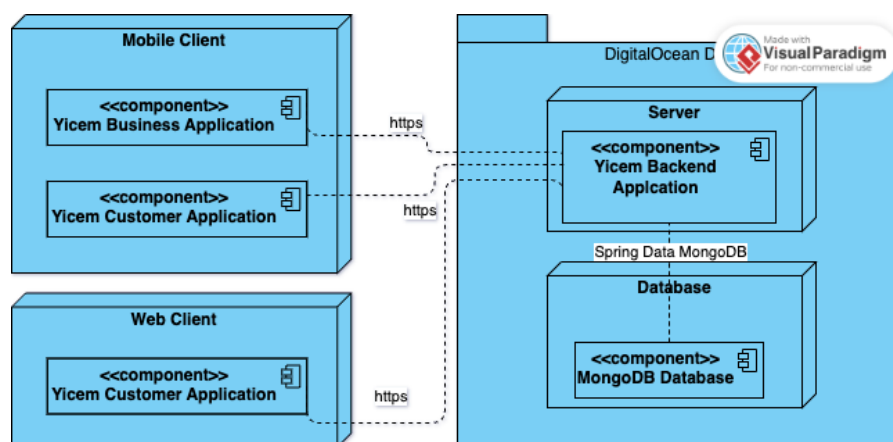 Mobile Client
<<component>>
Yicem Business Application
<<component>>
Yicem Customer Application
https
https
Web Client
<<component>>
Yicem Customer Application
https
DigitalOcean D
Made with
Visual Paradigm
For non-commercial use
Server
<<component>>
Yicem Backend
Applcation
Spring Data MongoDB
Database
<<component>>
MongoDB Database